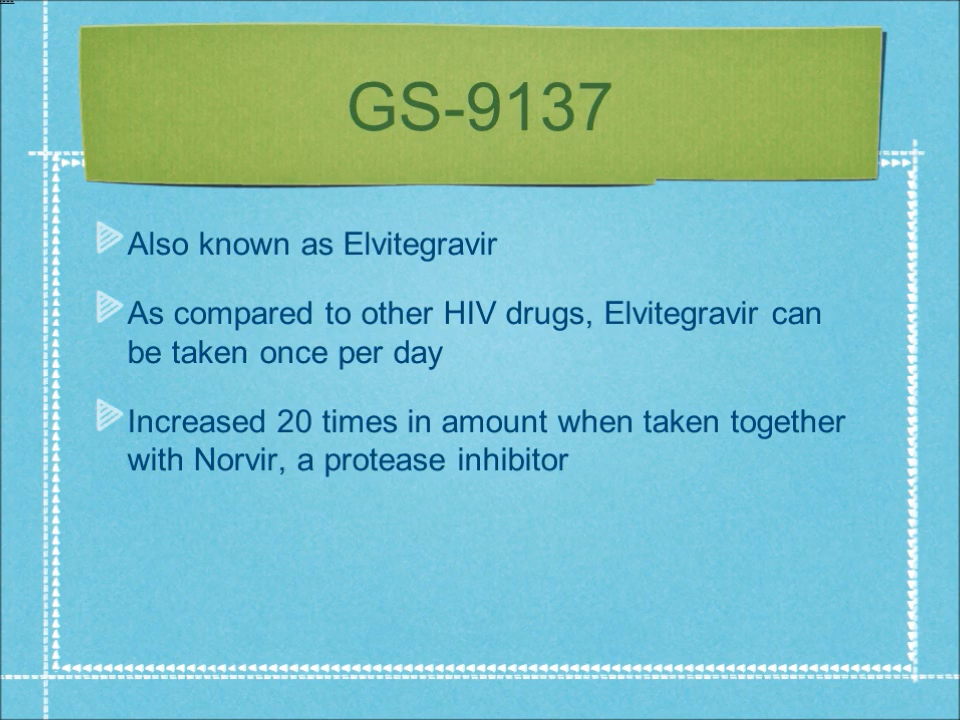 GS-9137
Also known as Elvitegravir
As compared to other HIV drugs, Elvitegravir can
be taken once per day
Increased 20 times in amount when taken together
with Norvir, a protease inhibitor